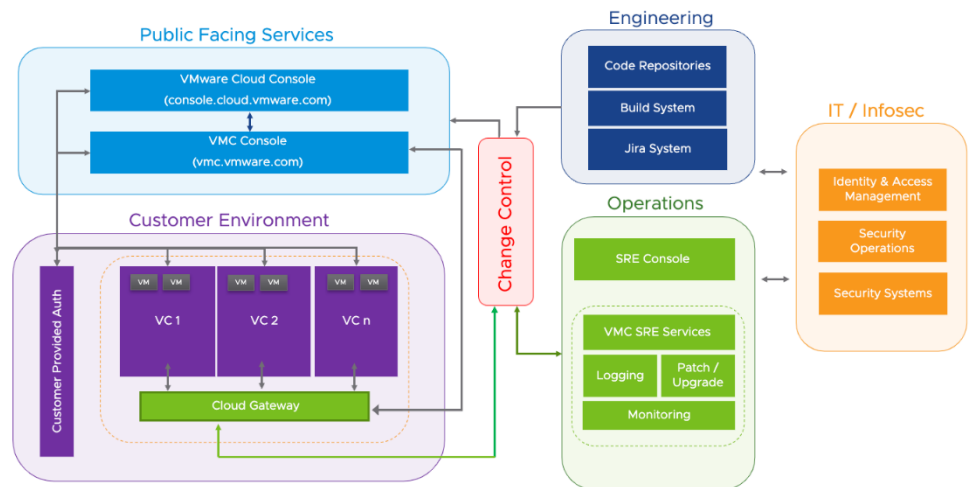 Public Facing Services
VMware Cloud Console
(console.cloud.vmware.com)
VMC Console
(vmc.vmware.com)
Customer Environment
Customer Provided Auth
VM VM
VC 1
VM VM
VC 2
VM VM
VC n
Cloud Gateway
Change Control
Engineering
Code Repositories
Build System
Jira System
Operations
SRE Console
VMC SRE Services
Logging
Patch /
Upgrade
Monitoring
IT / Infosec
Identity & Access
Management
Security
Operations
Security Systems